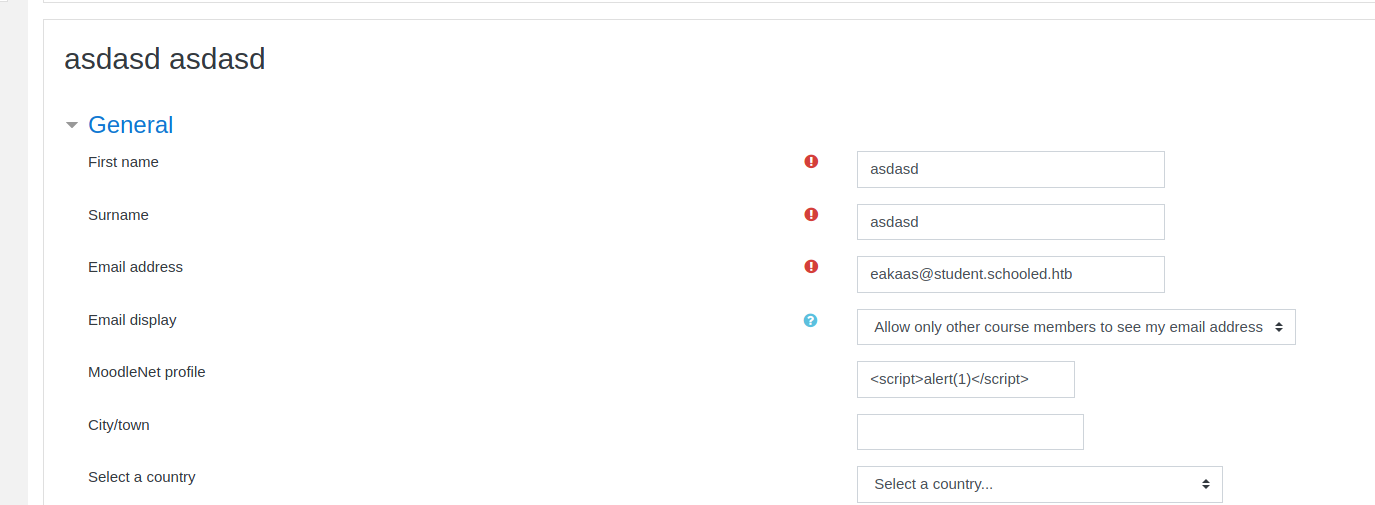 asdasd asdasd
General
First name
asdasd
Surname
asdasd
Email address
eakaas@student.schooled.htb
Email display
Allow only other course members to see my email address
MoodleNet profile
<script>alert(1)</script>
City/town
Select a country
Select a country...